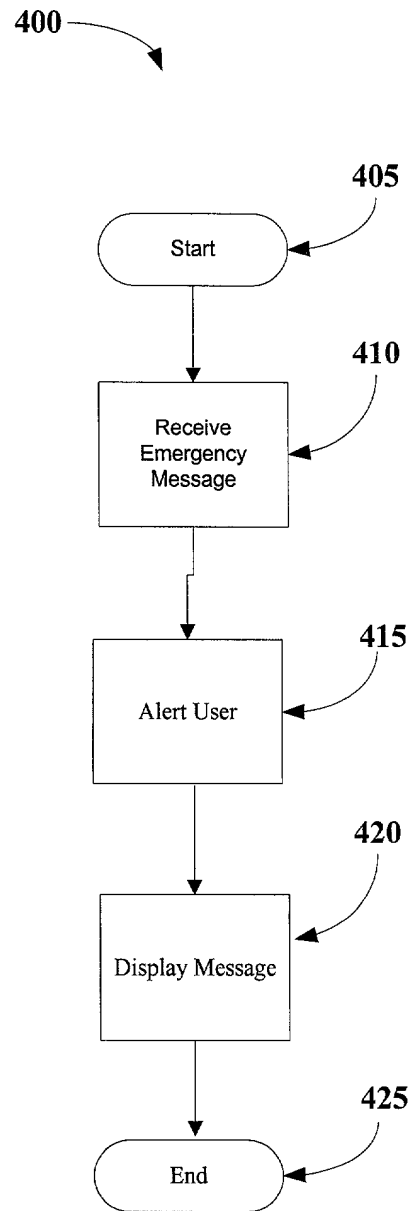 400
405
Start
410
Receive
Emergency
Message
415
Alert User
420
Display Message
425
End